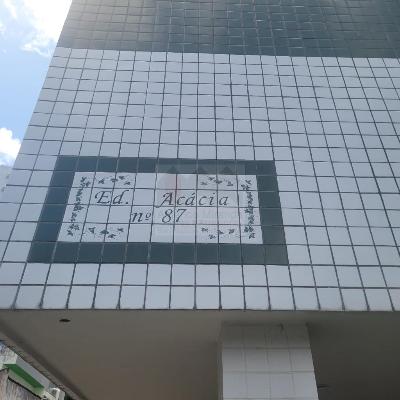 Ed. Acácia
nº 87